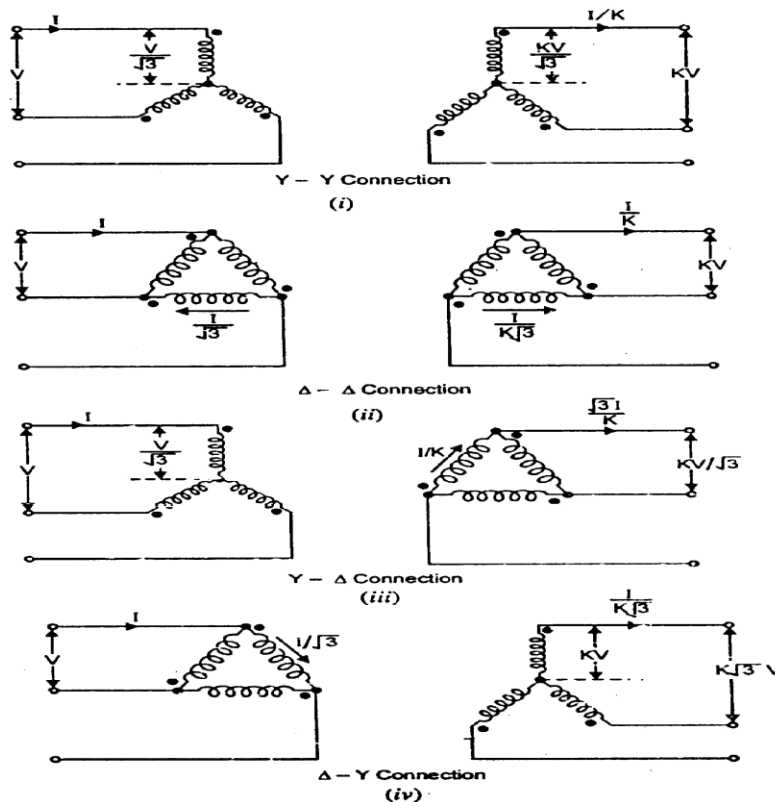 I I/K
V V/√3 KV/√3 KV
Y – Y Connection
(i)
I I/K
V KV
I/√3 I/K√3
Δ – Δ Connection
(ii)
I √3 I/K
V V/√3 I/K KV/√3
Y – Δ Connection
(iii)
I I/K√3
V I/√3 KV K√3 V
Δ – Y Connection
(iv)